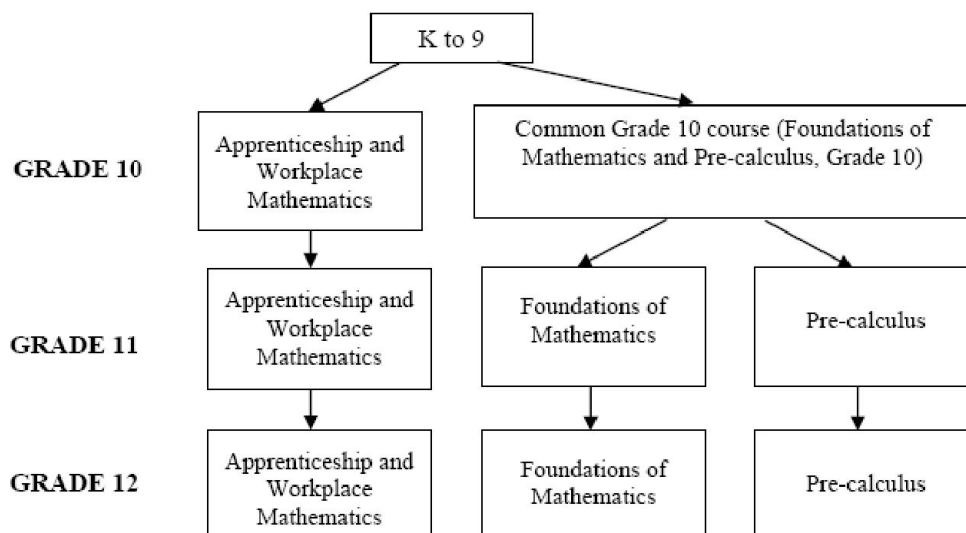 K to 9
GRADE 10
Apprenticeship and
Workplace
Mathematics
Common Grade 10 course (Foundations of
Mathematics and Pre-calculus, Grade 10)
GRADE 11
Apprenticeship and
Workplace
Mathematics
Foundations of
Mathematics
Pre-calculus
GRADE 12
Apprenticeship and
Workplace
Mathematics
Foundations of
Mathematics
Pre-calculus